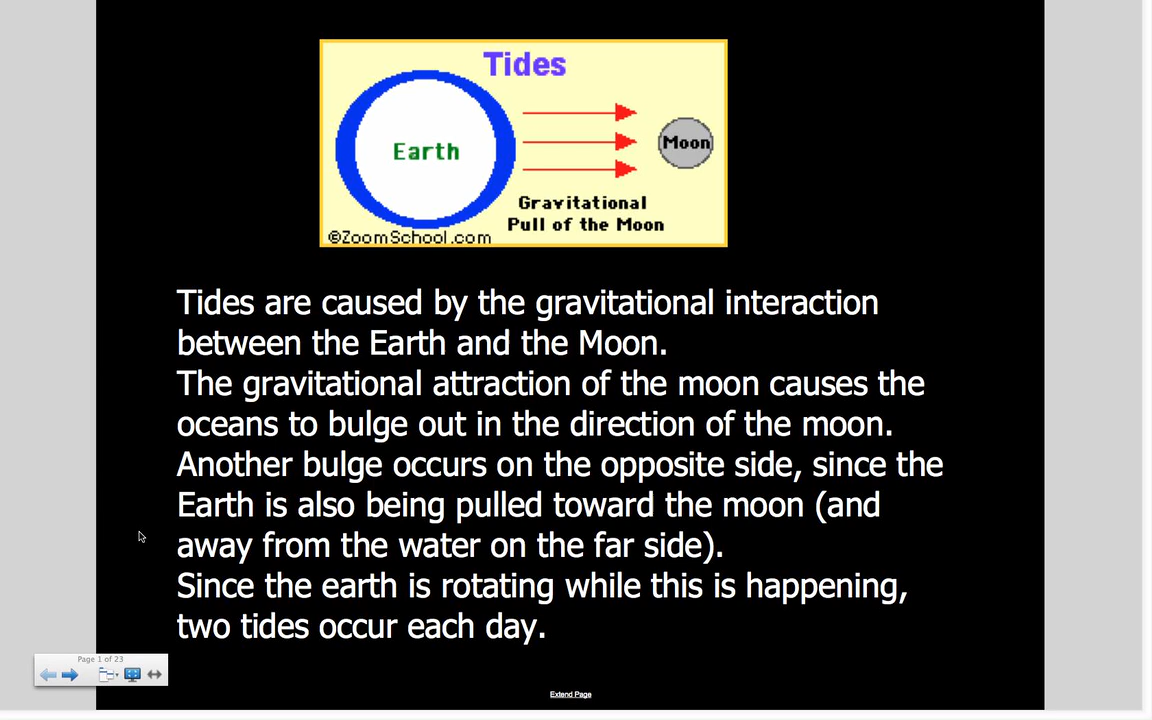 Tides
Earth
Moon
Gravitational
Pull of the Moon
©ZoomSchool.com
Tides are caused by the gravitational interaction
between the Earth and the Moon.
The gravitational attraction of the moon causes the
oceans to bulge out in the direction of the moon.
Another bulge occurs on the opposite side, since the
Earth is also being pulled toward the moon (and
away from the water on the far side).
Since the earth is rotating while this is happening,
two tides occur each day.
Page 1 of 23
Extend Page